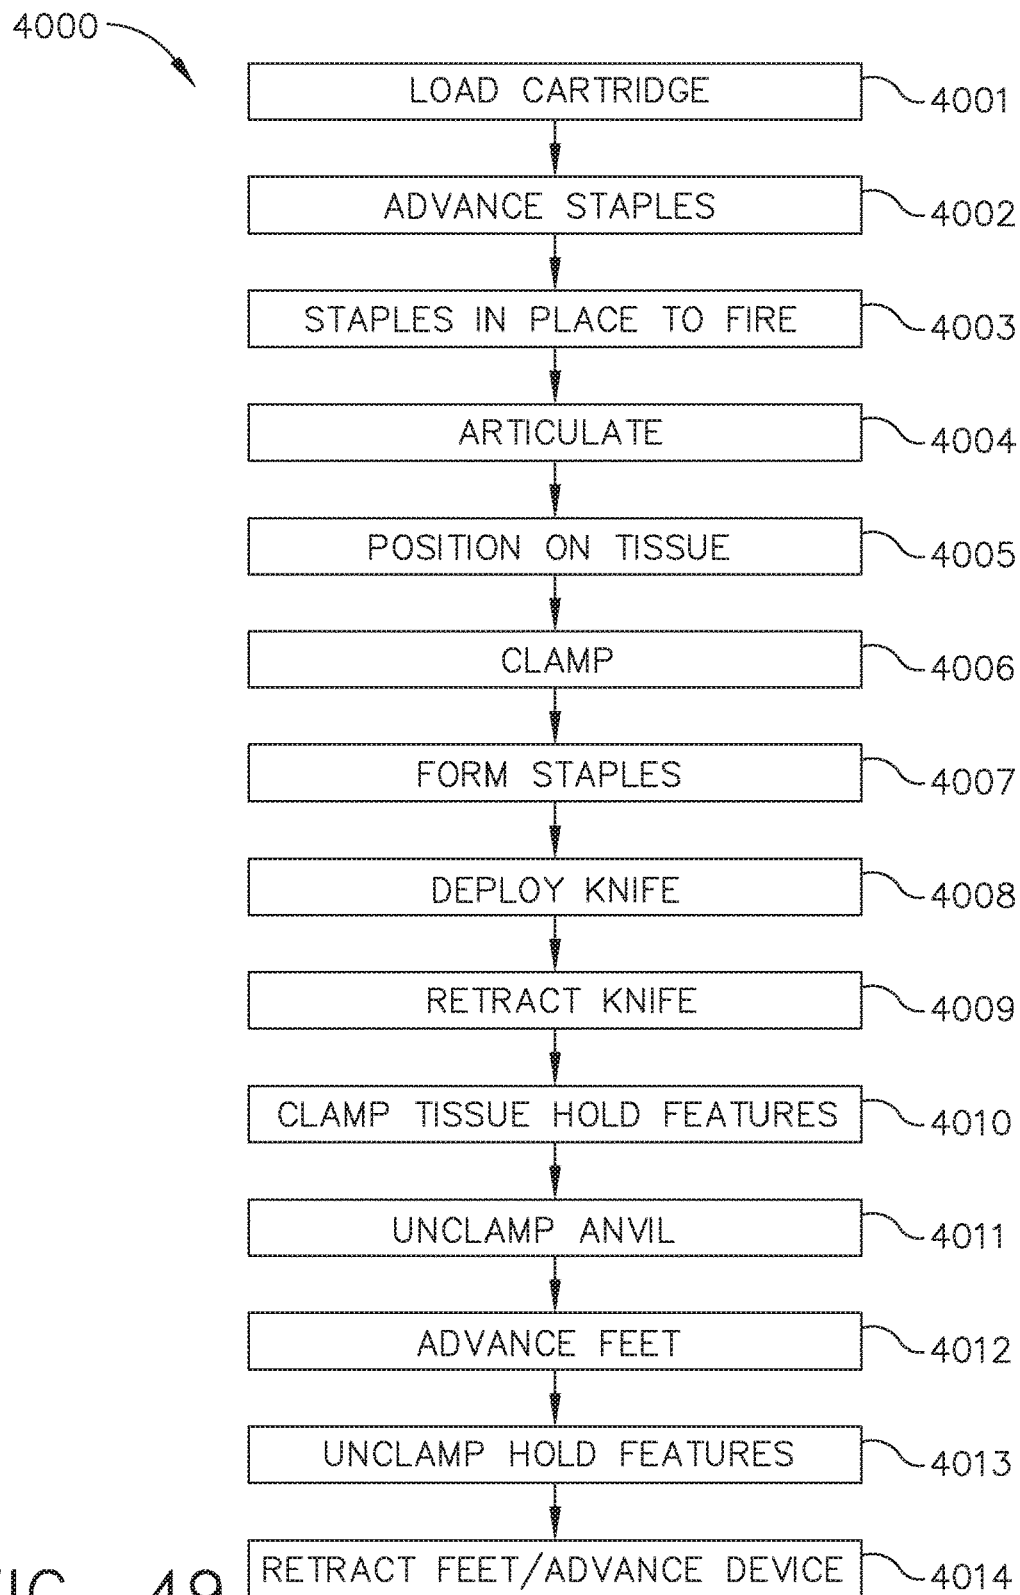 4000
LOAD CARTRIDGE 4001
ADVANCE STAPLES 4002
STAPLES IN PLACE TO FIRE 4003
ARTICULATE 4004
POSITION ON TISSUE 4005
CLAMP 4006
FORM STAPLES 4007
DEPLOY KNIFE 4008
RETRACT KNIFE 4009
CLAMP TISSUE HOLD FEATURES 4010
UNCLAMP ANVIL 4011
ADVANCE FEET 4012
UNCLAMP HOLD FEATURES 4013
RETRACT FEET/ADVANCE DEVICE 4014